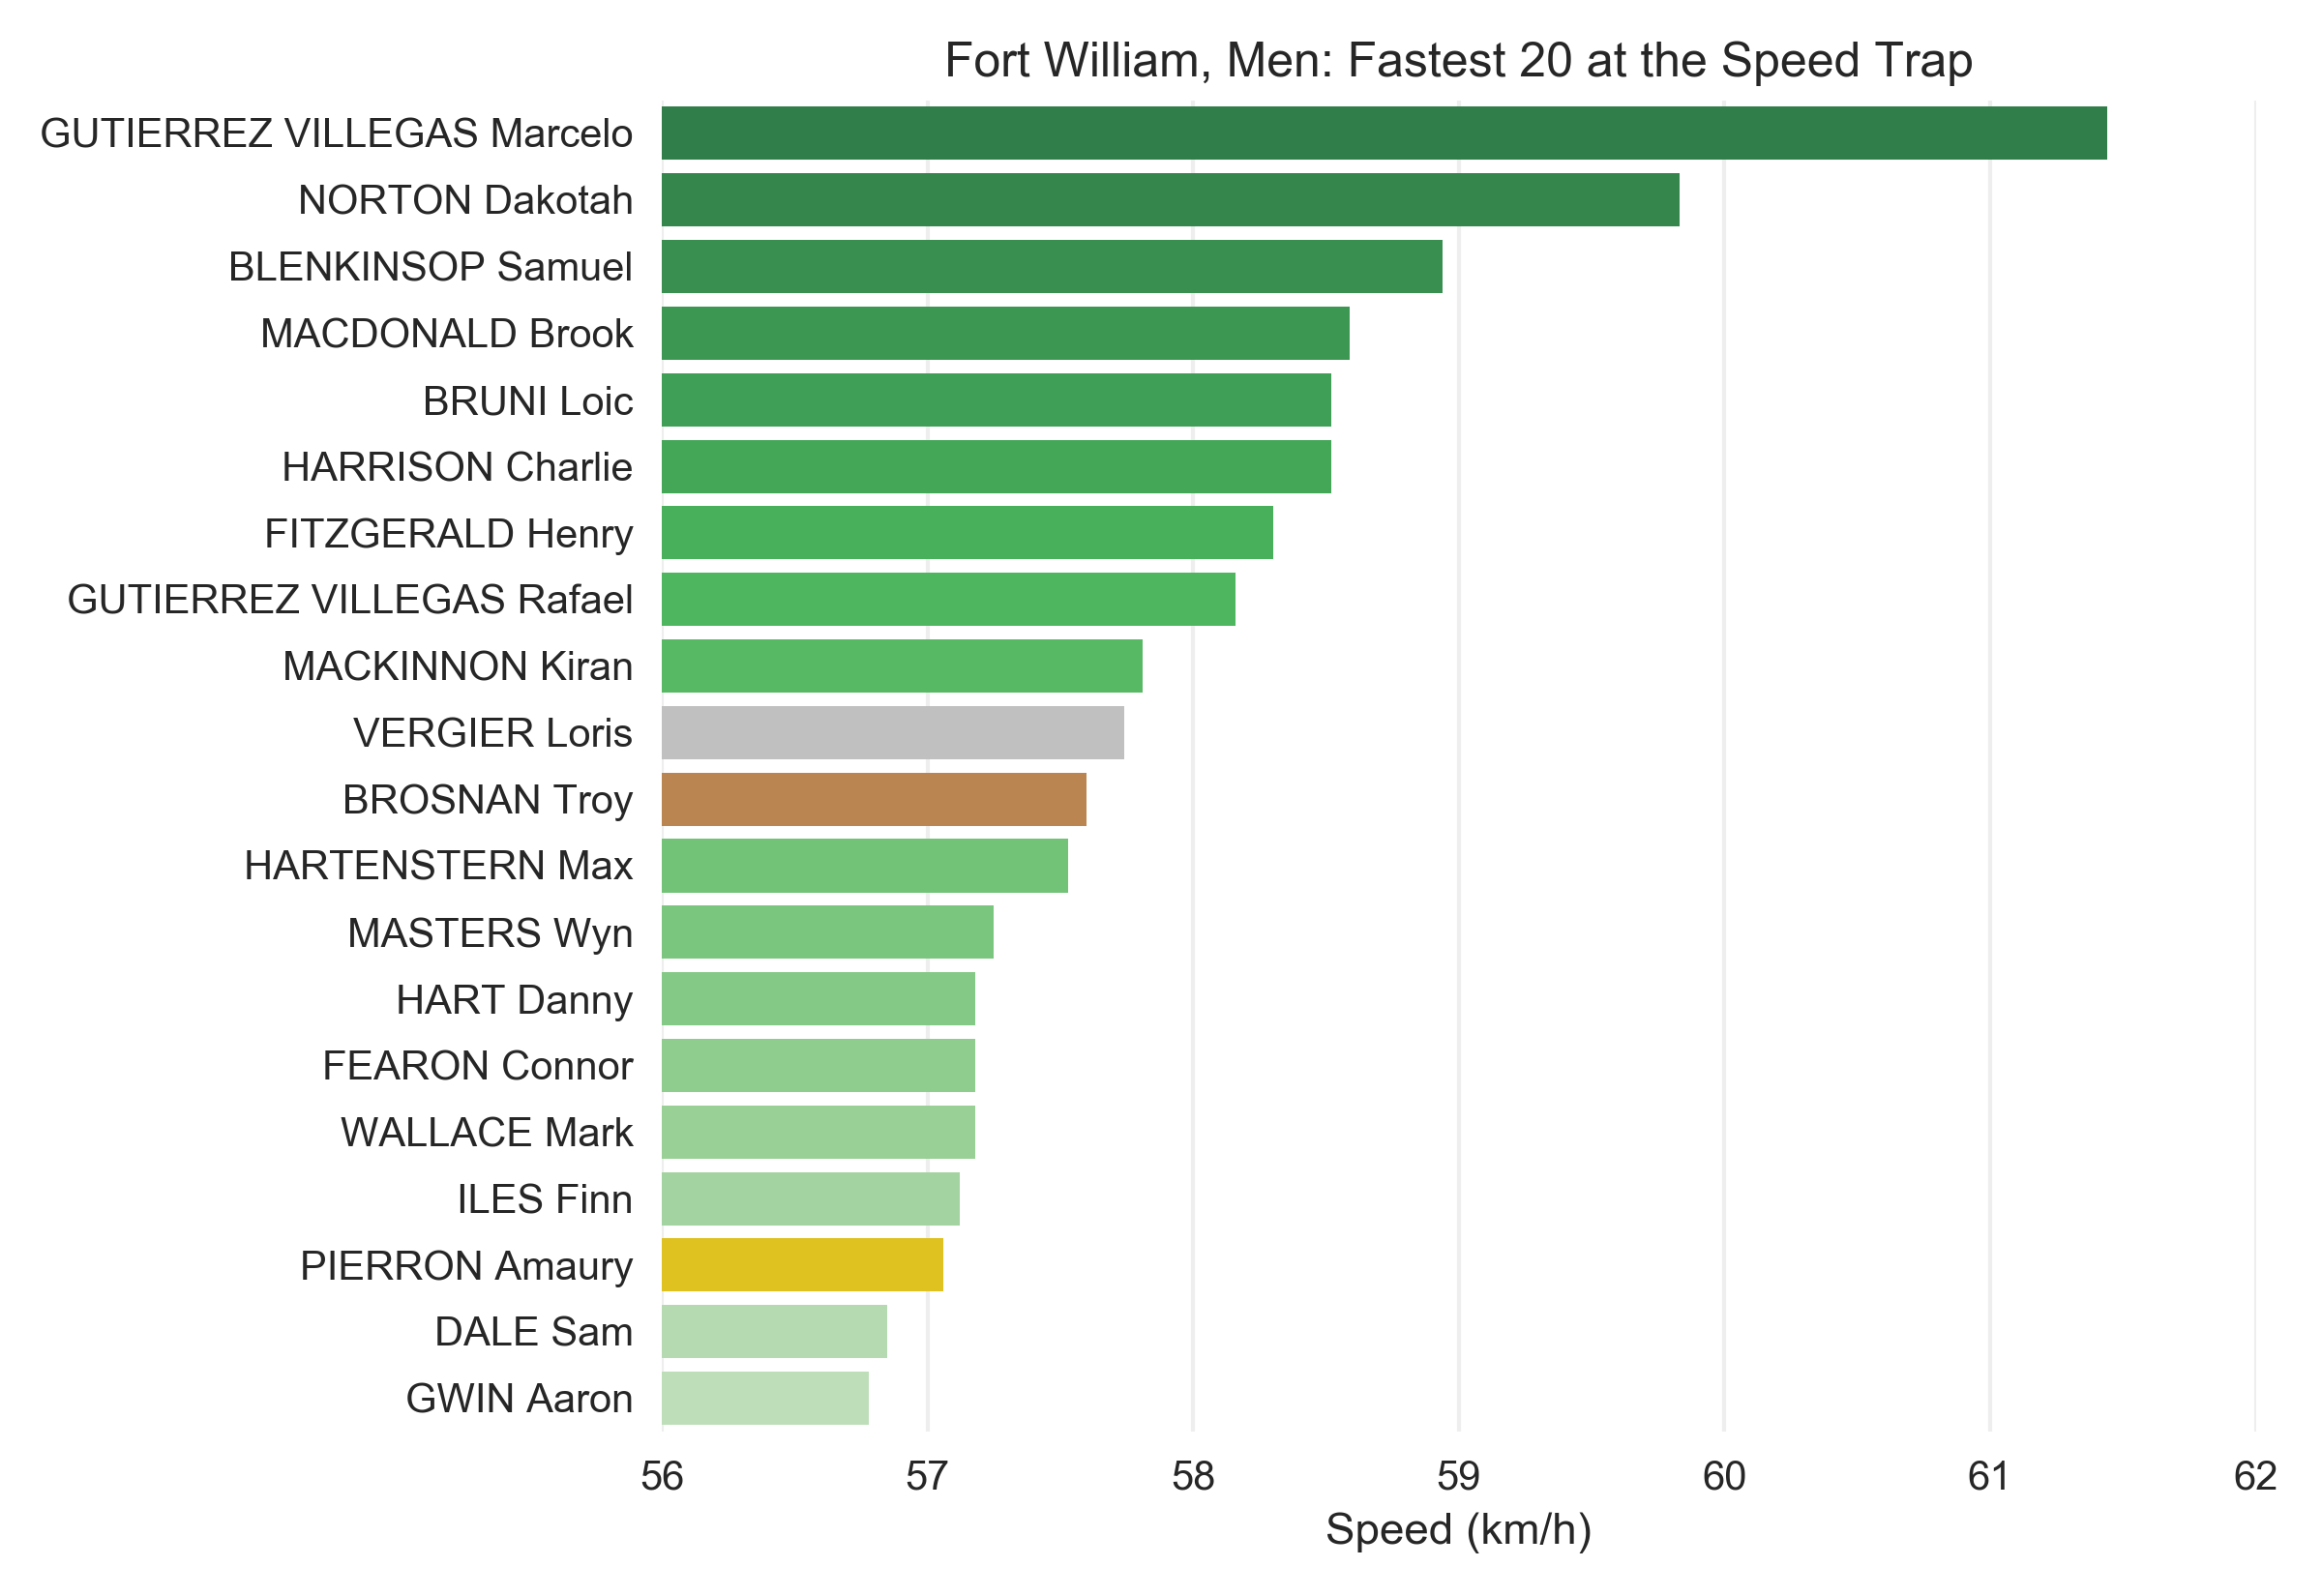 Fort William, Men: Fastest 20 at the Speed Trap
GUTIERREZ VILLEGAS Marcelo
NORTON Dakotah
BLENKINSOP Samuel
MACDONALD Brook
BRUNI Loic
HARRISON Charlie
FITZGERALD Henry
GUTIERREZ VILLEGAS Rafael
MACKINNON Kiran
VERGIER Loris
BROSNAN Troy
HARTENSTERN Max
MASTERS Wyn
HART Danny
FEARON Connor
WALLACE Mark
ILES Finn
PIERRON Amaury
DALE Sam
GWIN Aaron
56 57 58 59 60 61 62
Speed (km/h)